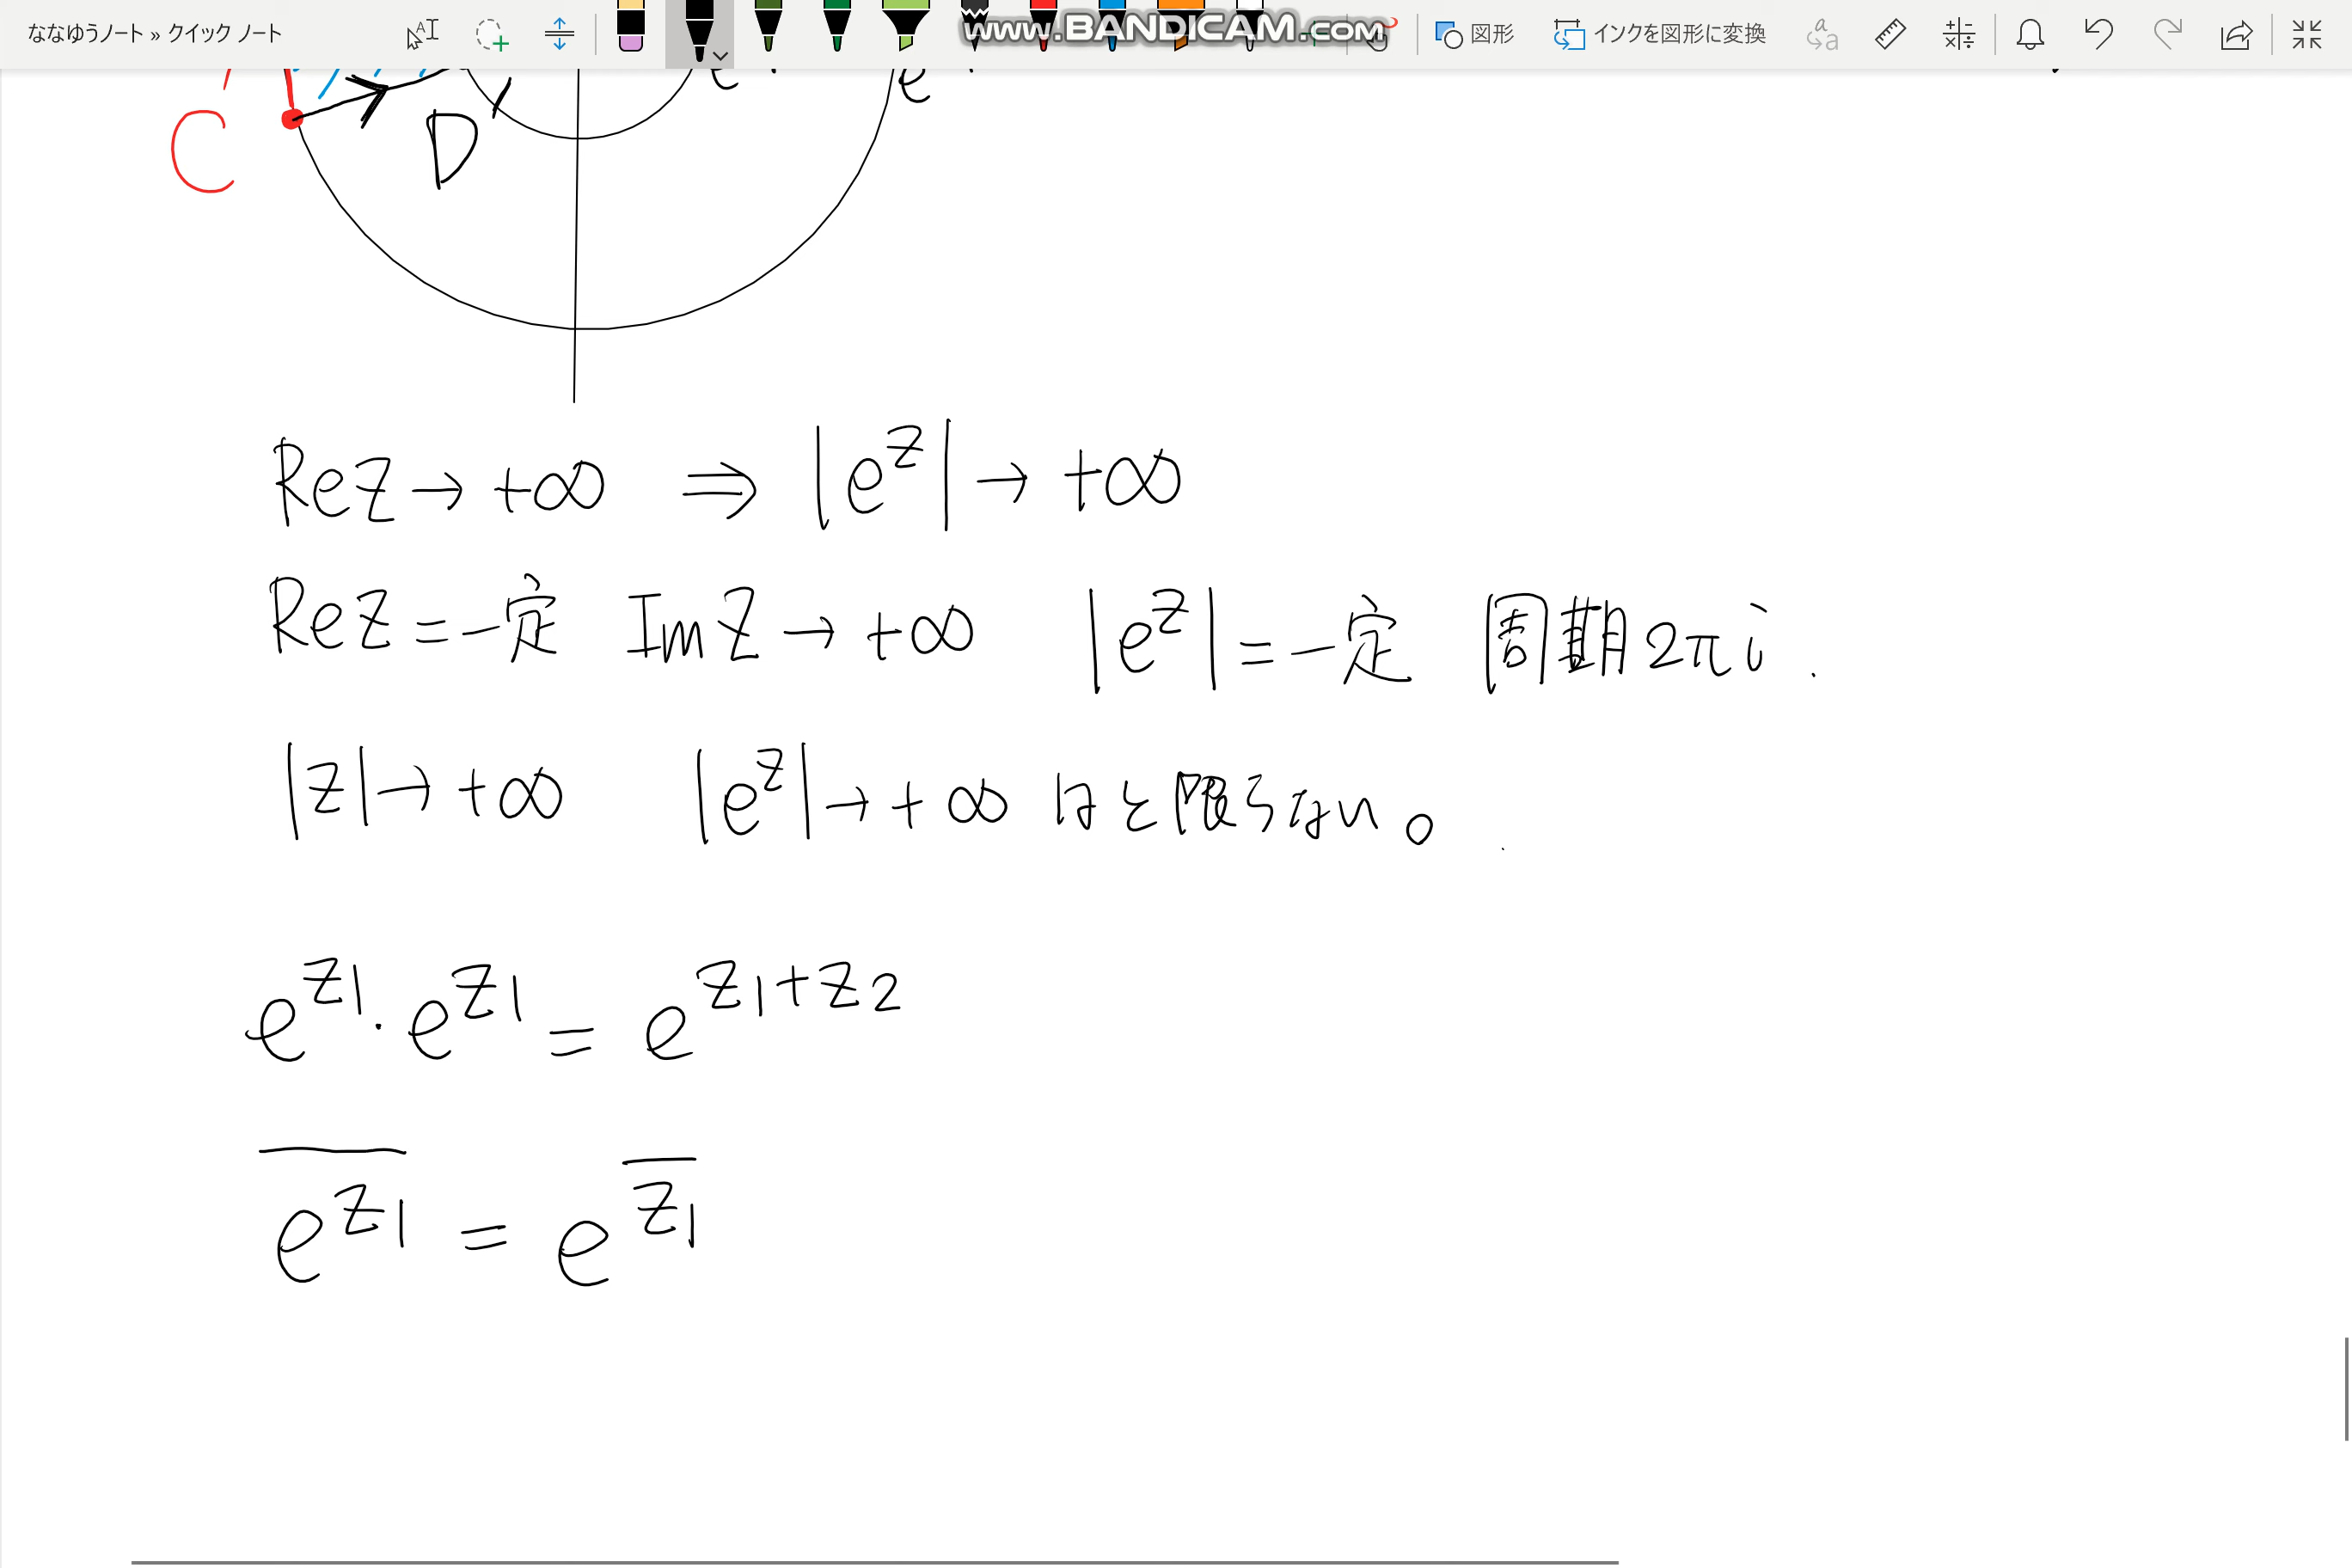 ななゆうノート » クイック ノート
www.BANDICAM.com
図形
インクを図形に変換
C
D
e
e
Re Z → +∞ ⇒ |e^Z| → +∞
Re Z = 一定 Im Z → +∞ |e^Z| = 一定 周期 2πi.
|Z| → +∞ |e^Z| → +∞ はと限らない。
e^Z1・e^Z1 = e^Z1+Z2
\overline{e^{Z1}} = e^{\overline{Z1}}